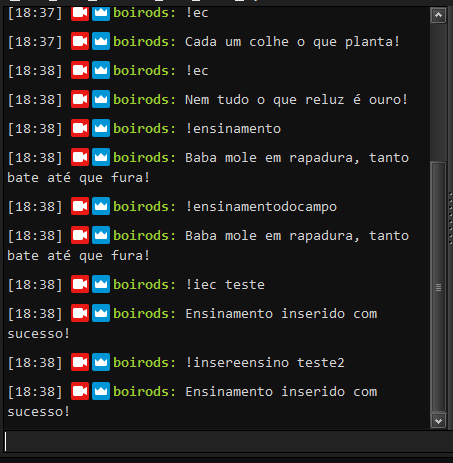 [18:37] boirods: !ec
[18:37] boirods: Cada um colhe o que planta!
[18:38] boirods: !ec
[18:38] boirods: Nem tudo o que reluz é ouro!
[18:38] boirods: !ensinamento
[18:38] boirods: Baba mole em rapadura, tanto
bate até que fura!
[18:38] boirods: !ensinamentodocampo
[18:38] boirods: Baba mole em rapadura, tanto
bate até que fura!
[18:38] boirods: !iec teste
[18:38] boirods: Ensinamento inserido com
sucesso!
[18:38] boirods: !insereensino teste2
[18:38] boirods: Ensinamento inserido com
sucesso!